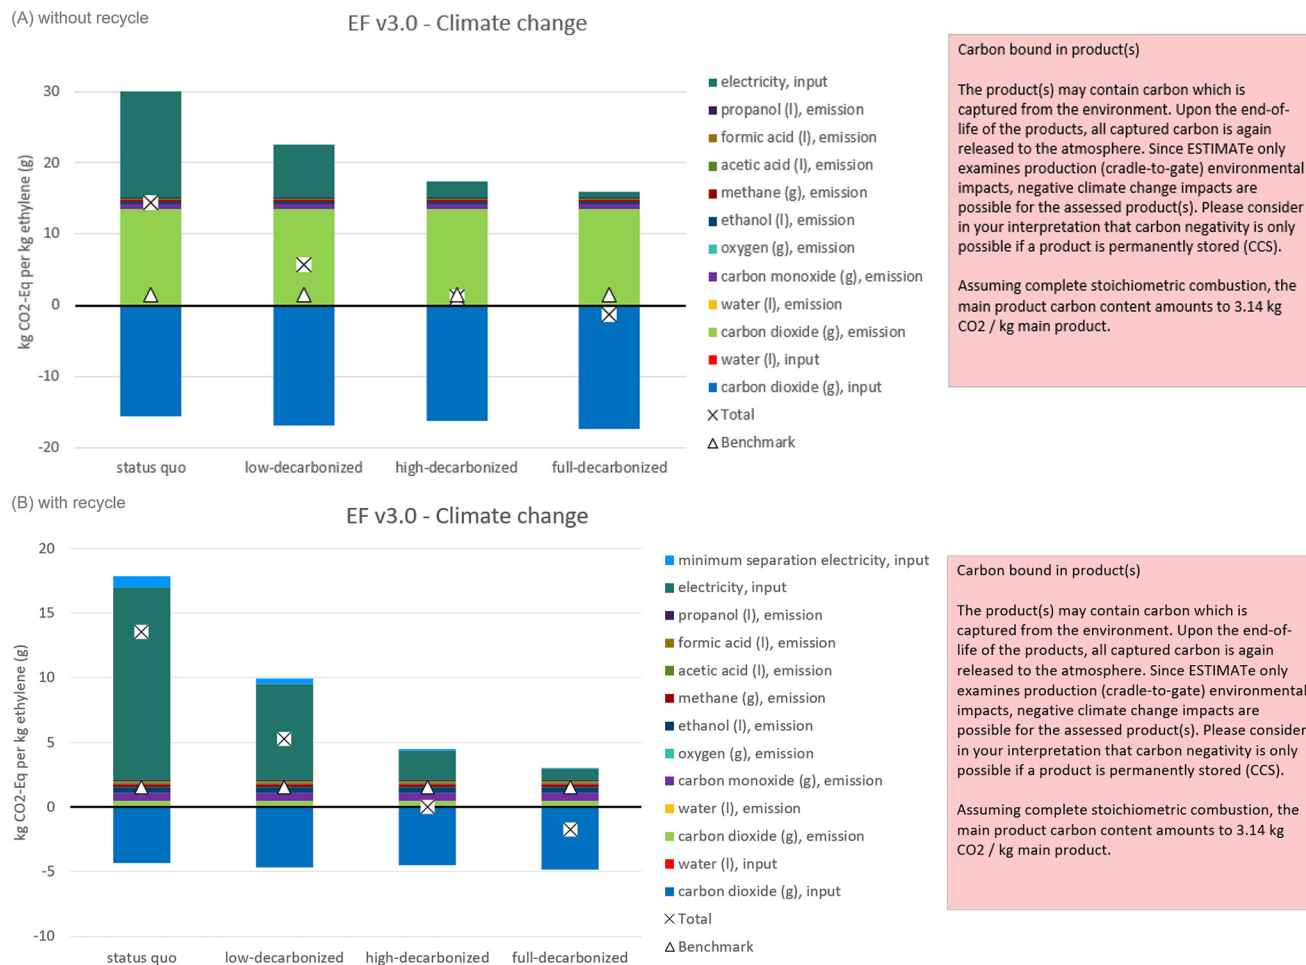 (A) without recycle
EF v3.0 - Climate change
kg CO2-Eq per kg ethylene (g)
30
20
10
0
-10
-20
status quo
low-decarbonized
high-decarbonized
full-decarbonized
electricity, input
propanol (l), emission
formic acid (l), emission
acetic acid (l), emission
methane (g), emission
ethanol (l), emission
oxygen (g), emission
carbon monoxide (g), emission
water (l), emission
carbon dioxide (g), emission
water (l), input
carbon dioxide (g), input
Total
Benchmark
Carbon bound in product(s)
The product(s) may contain carbon which is
captured from the environment. Upon the end-of-
life of the products, all captured carbon is again
released to the atmosphere. Since ESTIMATe only
examines production (cradle-to-gate) environmental
impacts, negative climate change impacts are
possible for the assessed product(s). Please consider
in your interpretation that carbon negativity is only
possible if a product is permanently stored (CCS).
Assuming complete stoichiometric combustion, the
main product carbon content amounts to 3.14 kg
CO2 / kg main product.
(B) with recycle
EF v3.0 - Climate change
kg CO2-Eq per kg ethylene (g)
20
15
10
5
0
-5
-10
status quo
low-decarbonized
high-decarbonized
full-decarbonized
minimum separation electricity, input
electricity, input
propanol (l), emission
formic acid (l), emission
acetic acid (l), emission
methane (g), emission
ethanol (l), emission
oxygen (g), emission
carbon monoxide (g), emission
water (l), emission
carbon dioxide (g), emission
water (l), input
carbon dioxide (g), input
Total
Benchmark
Carbon bound in product(s)
The product(s) may contain carbon which is
captured from the environment. Upon the end-of-
life of the products, all captured carbon is again
released to the atmosphere. Since ESTIMATe only
examines production (cradle-to-gate) environmental
impacts, negative climate change impacts are
possible for the assessed product(s). Please consider
in your interpretation that carbon negativity is only
possible if a product is permanently stored (CCS).
Assuming complete stoichiometric combustion, the
main product carbon content amounts to 3.14 kg
CO2 / kg main product.